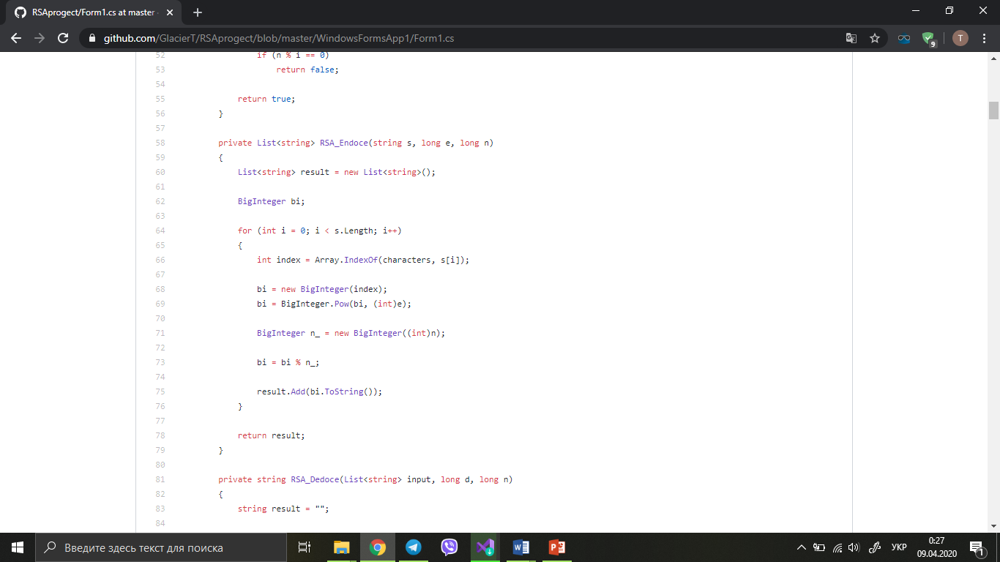 RSAprogect/Form1.cs at master
github.com/GlacierT/RSAprogect/blob/master/WindowsFormsApp1/Form1.cs
9
T
52 if (n % i == 0)
53 return false;
54
55 return true;
56 }
57
58 private List<string> RSA_Endoce(string s, long e, long n)
59 {
60 List<string> result = new List<string>();
61
62 BigInteger bi;
63
64 for (int i = 0; i < s.Length; i++)
65 {
66 int index = Array.IndexOf(characters, s[i]);
67
68 bi = new BigInteger(index);
69 bi = BigInteger.Pow(bi, (int)e);
70
71 BigInteger n_ = new BigInteger((int)n);
72
73 bi = bi % n_;
74
75 result.Add(bi.ToString());
76 }
77
78 return result;
79 }
80
81 private string RSA_Dedoce(List<string> input, long d, long n)
82 {
83 string result = "";
84
Введите здесь текст для поиска
УКР
0:27
09.04.2020
1